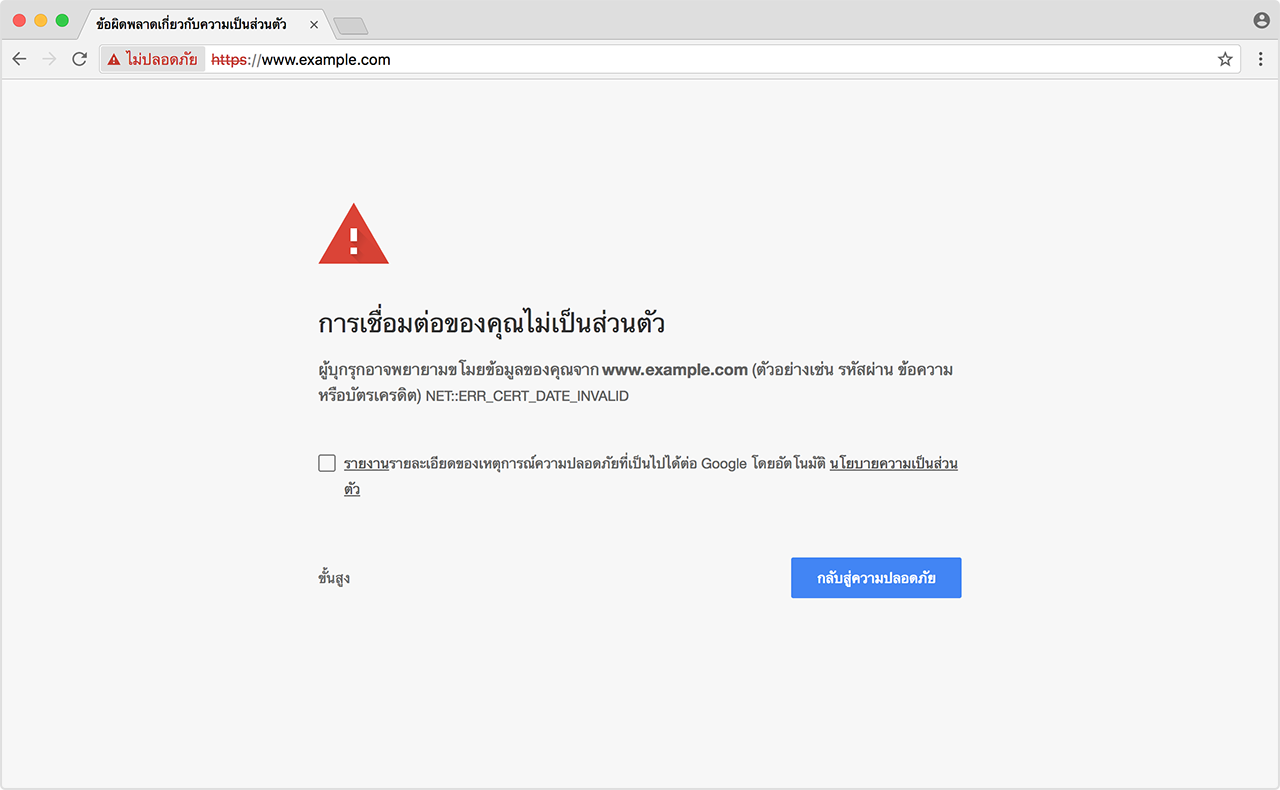 ข้อผิดพลาดเกี่ยวกับความเป็นส่วนตัว
ไม่ปลอดภัย https://www.example.com
การเชื่อมต่อของคุณไม่เป็นส่วนตัว
ผู้บุกรุกอาจพยายามขโมยข้อมูลของคุณจาก www.example.com (ตัวอย่างเช่น รหัสผ่าน ข้อความ
หรือบัตรเครดิต) NET::ERR_CERT_DATE_INVALID
รายงานรายละเอียดของเหตุการณ์ความปลอดภัยที่เป็นไปได้ต่อ Google โดยอัตโนมัติ นโยบายความเป็นส่วน
ตัว
ขั้นสูง
กลับสู่ความปลอดภัย